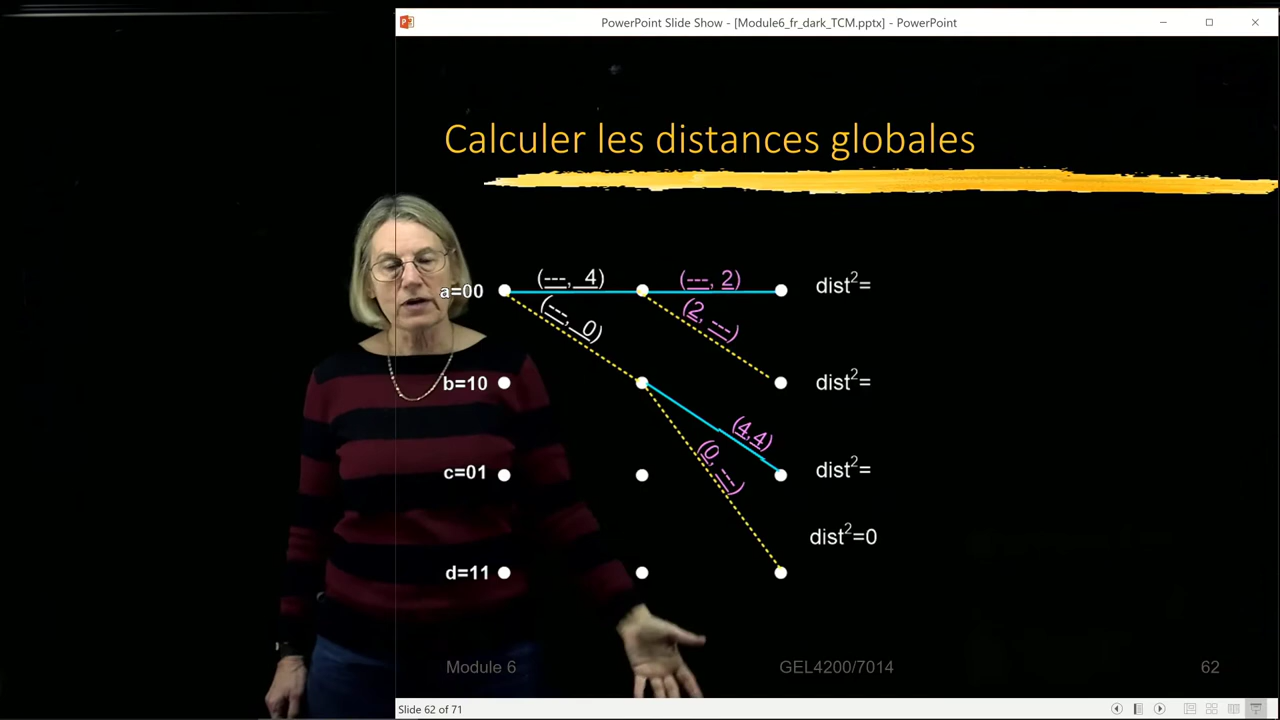 PowerPoint Slide Show - [Module6_fr_dark_TCM.pptx] - PowerPoint
Calculer les distances globales
a=00 (---, 4) (---, 2) dist²=
(---, 0) (2, ---)
b=10 dist²=
(4,4)
(0, ---)
c=01 dist²=
dist²=0
d=11
Module 6 GEL4200/7014 62
Slide 62 of 71